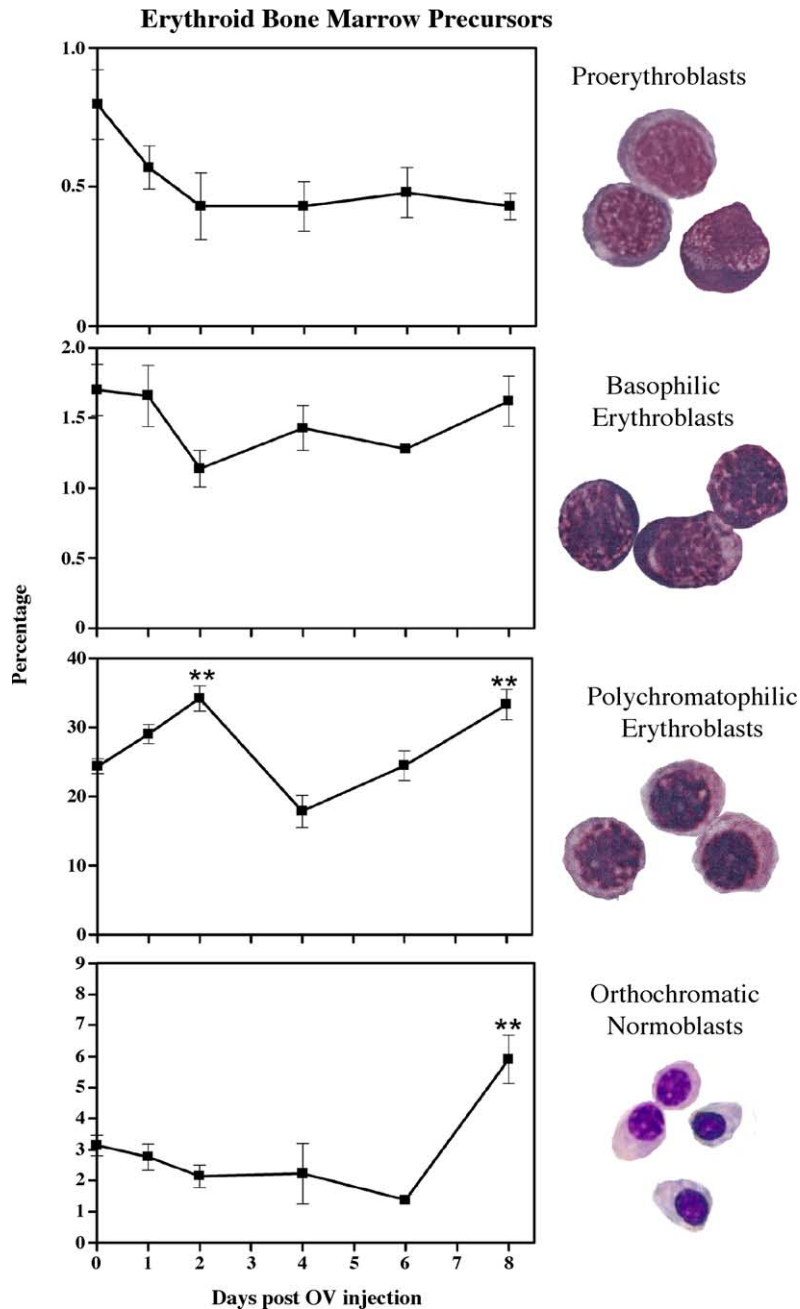 Erythroid Bone Marrow Precursors
1.0
0.5
0
Proerythroblasts
2.0
1.5
1.0
0.5
0
Basophilic
Erythroblasts
Percentage
40
30
20
10
0
** **
Polychromatophilic
Erythroblasts
9
8
7
6
5
4
3
2
1
0
**
Orthochromatic
Normoblasts
0 1 2 3 4 5 6 7 8
Days post OV injection